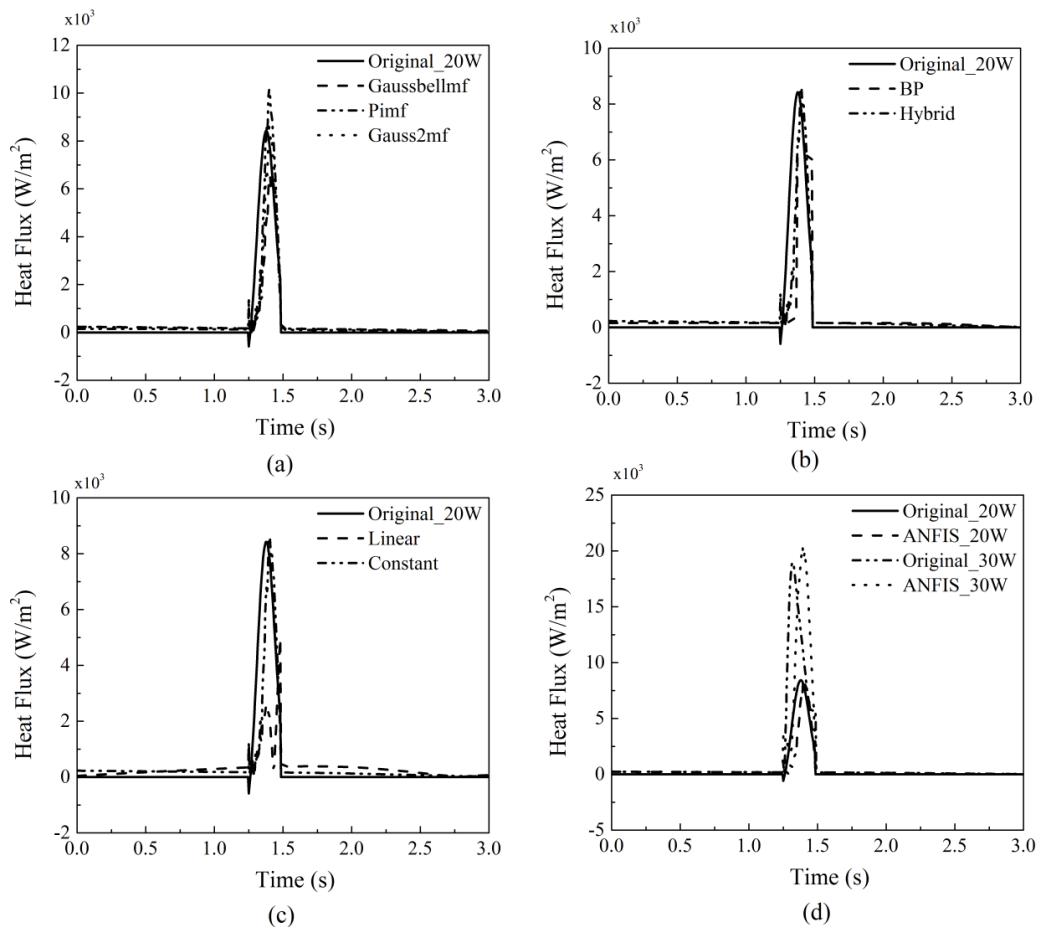 x10³
12
10
8
6
4
2
0
-2
Heat Flux (W/m²)
Original_20W
Gaussbellmf
Pimf
Gauss2mf
0.0 0.5 1.0 1.5 2.0 2.5 3.0
Time (s)
(a)
x10³
10
8
6
4
2
0
-2
Heat Flux (W/m²)
Original_20W
BP
Hybrid
0.0 0.5 1.0 1.5 2.0 2.5 3.0
Time (s)
(b)
x10³
10
8
6
4
2
0
-2
Heat Flux (W/m²)
Original_20W
Linear
Constant
0.0 0.5 1.0 1.5 2.0 2.5 3.0
Time (s)
(c)
x10³
25
20
15
10
5
0
-5
Heat Flux (W/m²)
Original_20W
ANFIS_20W
Original_30W
ANFIS_30W
0.0 0.5 1.0 1.5 2.0 2.5 3.0
Time (s)
(d)